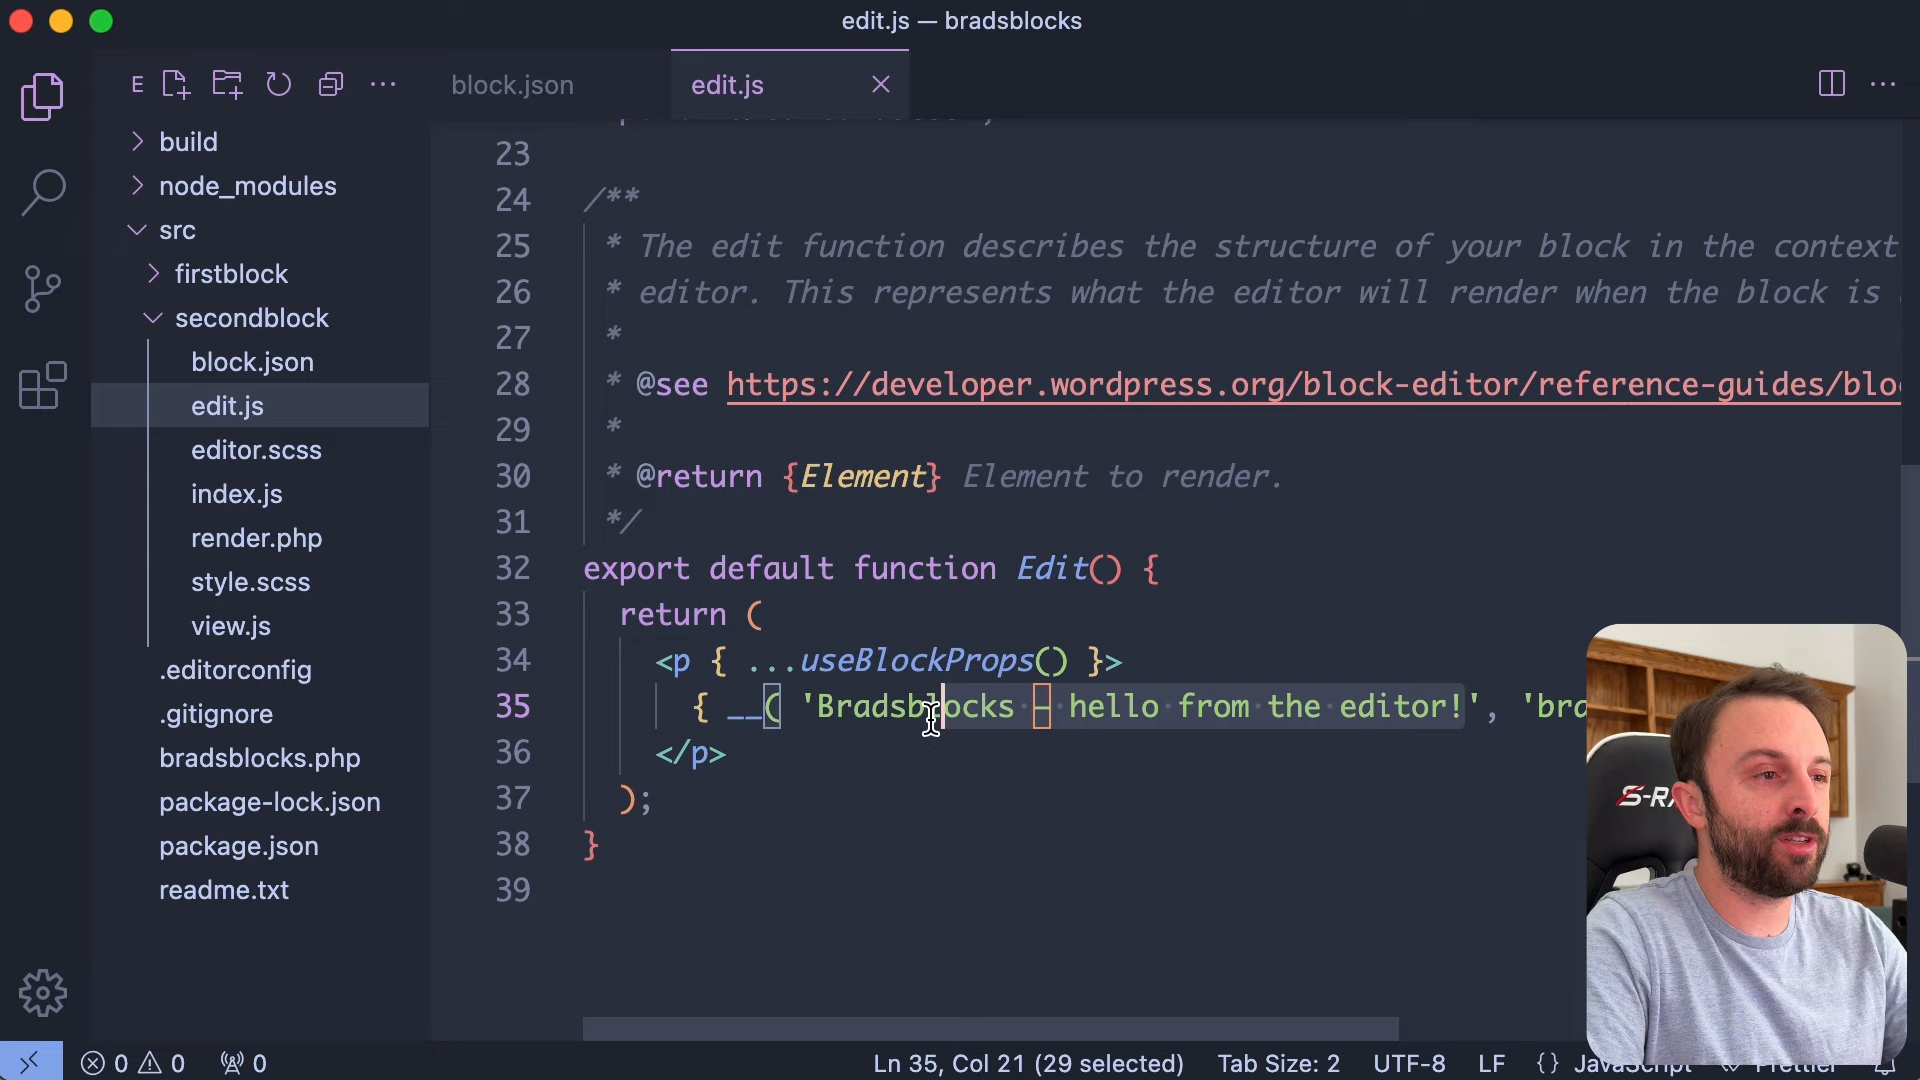 edit.js — bradsblocks
E
block.json
edit.js
build
node_modules
src
firstblock
secondblock
block.json
edit.js
editor.scss
index.js
render.php
style.scss
view.js
.editorconfig
.gitignore
bradsblocks.php
package-lock.json
package.json
readme.txt
23
24 /**
25 * The edit function describes the structure of your block in the context
26 * editor. This represents what the editor will render when the block is
27 *
28 * @see https://developer.wordpress.org/block-editor/reference-guides/blo
29 *
30 * @return {Element} Element to render.
31 */
32 export default function Edit() {
33 return (
34 <p { ...useBlockProps() }>
35 { __( 'Bradsblocks – hello from the editor!', 'bra
36 </p>
37 );
38 }
39
S-RA
0 0 0 Ln 35, Col 21 (29 selected) Tab Size: 2 UTF-8 LF {} JavaScript Prettier